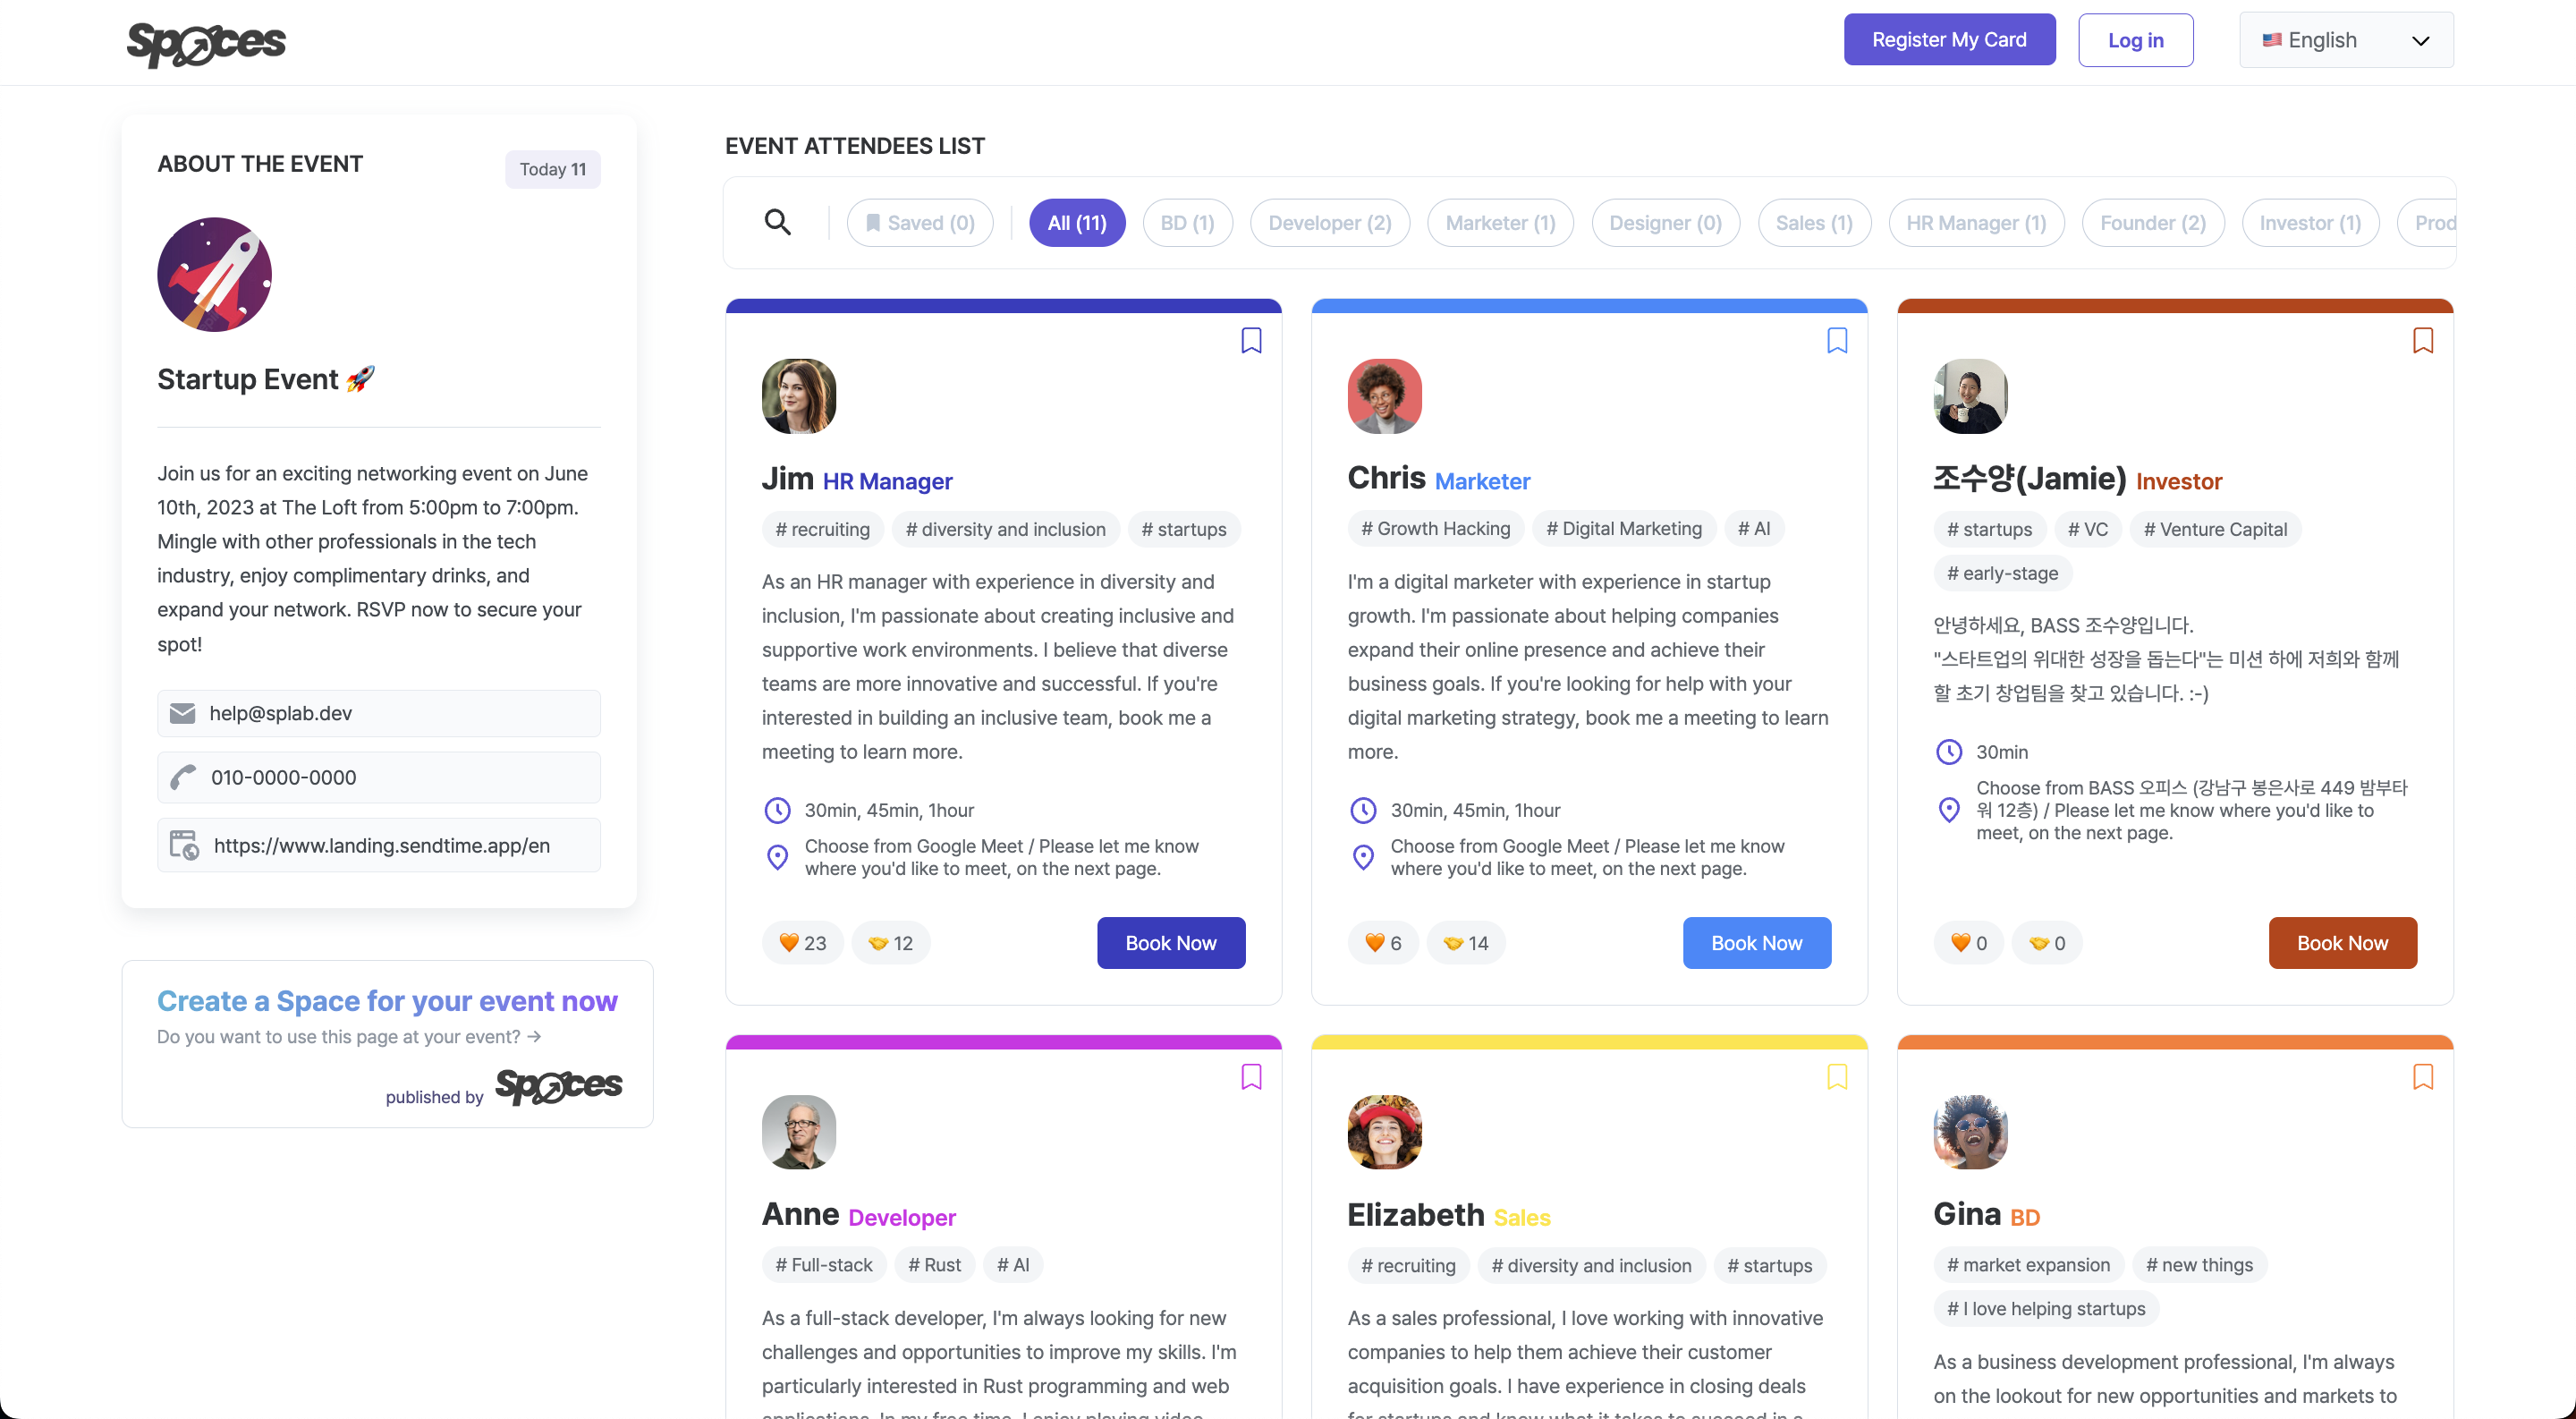 Spaces
Register My Card
Log in
🇺🇸 English
ABOUT THE EVENT
Today 11
Startup Event 🚀
Join us for an exciting networking event on June
10th, 2023 at The Loft from 5:00pm to 7:00pm.
Mingle with other professionals in the tech
industry, enjoy complimentary drinks, and
expand your network. RSVP now to secure your
spot!
help@splab.dev
010-0000-0000
https://www.landing.sendtime.app/en
Create a Space for your event now
Do you want to use this page at your event? →
published by Spaces
EVENT ATTENDEES LIST
Saved (0)
All (11)
BD (1)
Developer (2)
Marketer (1)
Designer (0)
Sales (1)
HR Manager (1)
Founder (2)
Investor (1)
Prod
Jim HR Manager
# recruiting # diversity and inclusion # startups
As an HR manager with experience in diversity and
inclusion, I'm passionate about creating inclusive and
supportive work environments. I believe that diverse
teams are more innovative and successful. If you're
interested in building an inclusive team, book me a
meeting to learn more.
30min, 45min, 1hour
Choose from Google Meet / Please let me know
where you'd like to meet, on the next page.
🧡 23 🤝 12
Book Now
Chris Marketer
# Growth Hacking # Digital Marketing # AI
I'm a digital marketer with experience in startup
growth. I'm passionate about helping companies
expand their online presence and achieve their
business goals. If you're looking for help with your
digital marketing strategy, book me a meeting to learn
more.
30min, 45min, 1hour
Choose from Google Meet / Please let me know
where you'd like to meet, on the next page.
🧡 6 🤝 14
Book Now
조수양(Jamie) Investor
# startups # VC # Venture Capital
# early-stage
안녕하세요, BASS 조수양입니다.
"스타트업의 위대한 성장을 돕는다"는 미션 하에 저희와 함께
할 초기 창업팀을 찾고 있습니다. :-)
30min
Choose from BASS 오피스 (강남구 봉은사로 449 밤부타
워 12층) / Please let me know where you'd like to
meet, on the next page.
🧡 0 🤝 0
Book Now
Anne Developer
# Full-stack # Rust # AI
As a full-stack developer, I'm always looking for new
challenges and opportunities to improve my skills. I'm
particularly interested in Rust programming and web
applications. In my free time, I enjoy playing video
Elizabeth Sales
# recruiting # diversity and inclusion # startups
As a sales professional, I love working with innovative
companies to help them achieve their customer
acquisition goals. I have experience in closing deals
for startups and know what it takes to succeed in a
Gina BD
# market expansion # new things
# I love helping startups
As a business development professional, I'm always
on the lookout for new opportunities and markets to